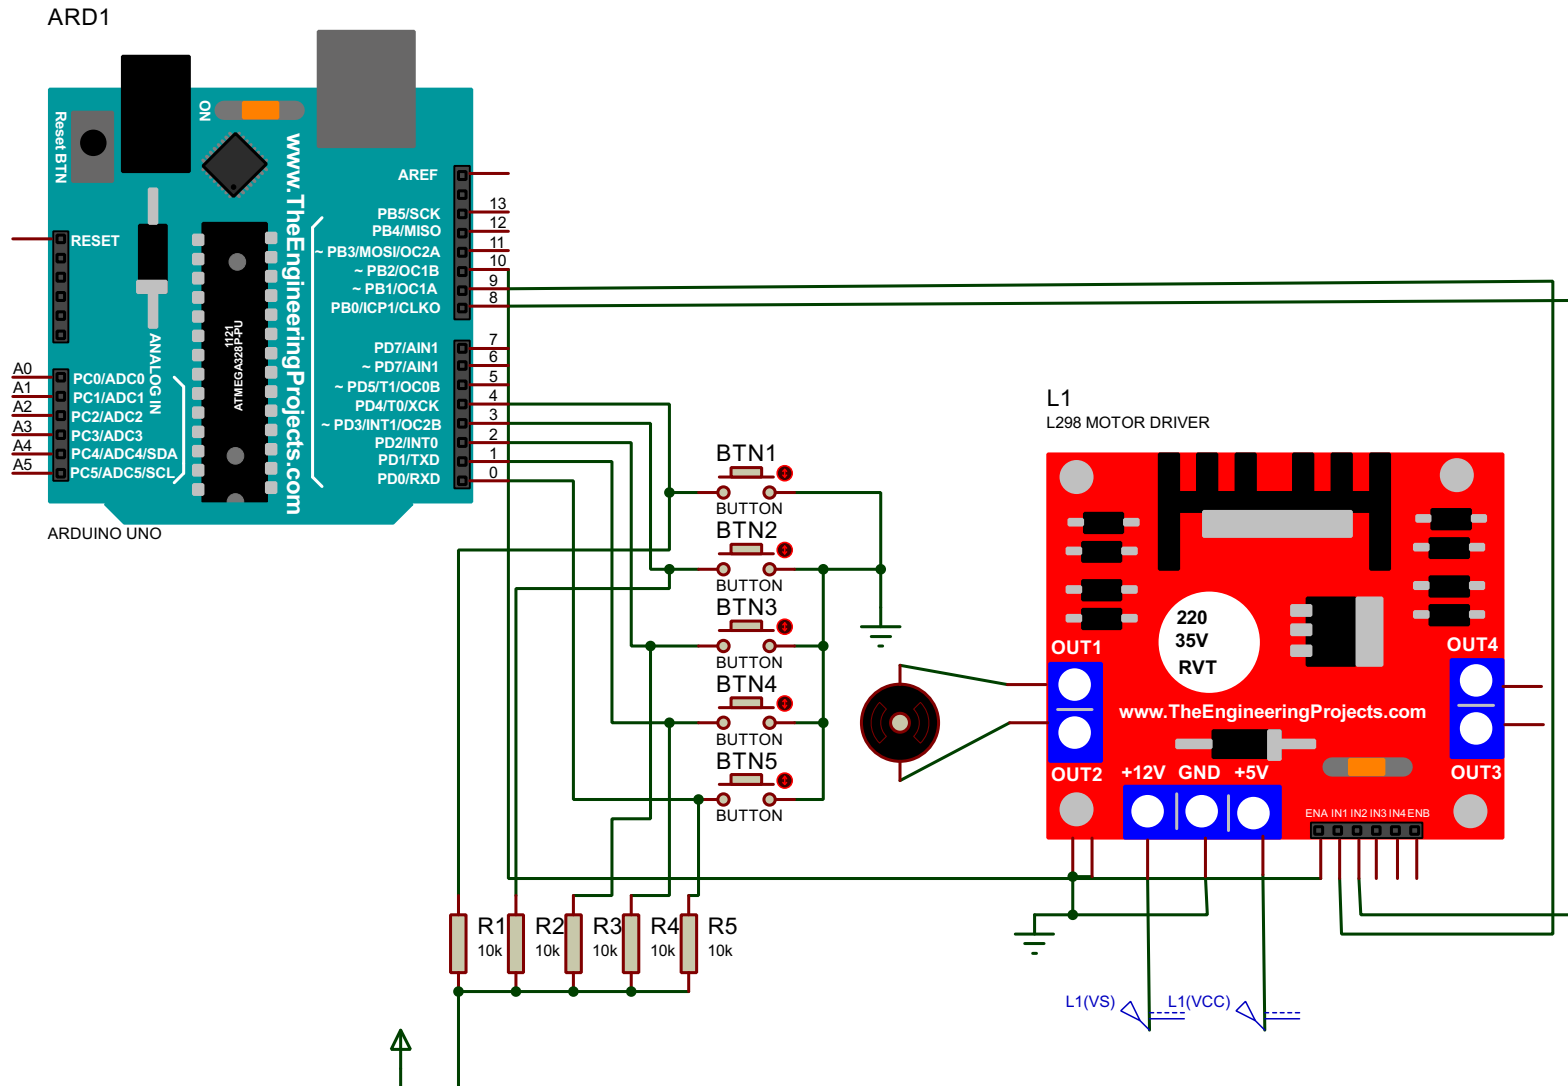 ARD1
Reset BTN
ON
www.TheEngineeringProjects.com
AREF
PB5/SCK
13
PB4/MISO
12
~ PB3/MOSI/OC2A
11
~ PB2/OC1B
10
~ PB1/OC1A
9
PB0/ICP1/CLKO
8
RESET
1121
ATMEGA328P-PU
ANALOG IN
PD7/AIN1
7
~ PD7/AIN1
6
~ PD5/T1/OC0B
5
PD4/T0/XCK
4
~ PD3/INT1/OC2B
3
PD2/INT0
2
PD1/TXD
1
PD0/RXD
0
A0
PC0/ADC0
A1
PC1/ADC1
A2
PC2/ADC2
A3
PC3/ADC3
A4
PC4/ADC4/SDA
A5
PC5/ADC5/SCL
ARDUINO UNO
BTN1
BUTTON
BTN2
BUTTON
BTN3
BUTTON
BTN4
BUTTON
BTN5
BUTTON
R1
10k
R2
10k
R3
10k
R4
10k
R5
10k
L1
L298 MOTOR DRIVER
220
35V
RVT
OUT1
OUT4
www.TheEngineeringProjects.com
OUT2
+12V GND +5V
OUT3
ENA IN1 IN2 IN3 IN4 ENB
L1(VS)
L1(VCC)